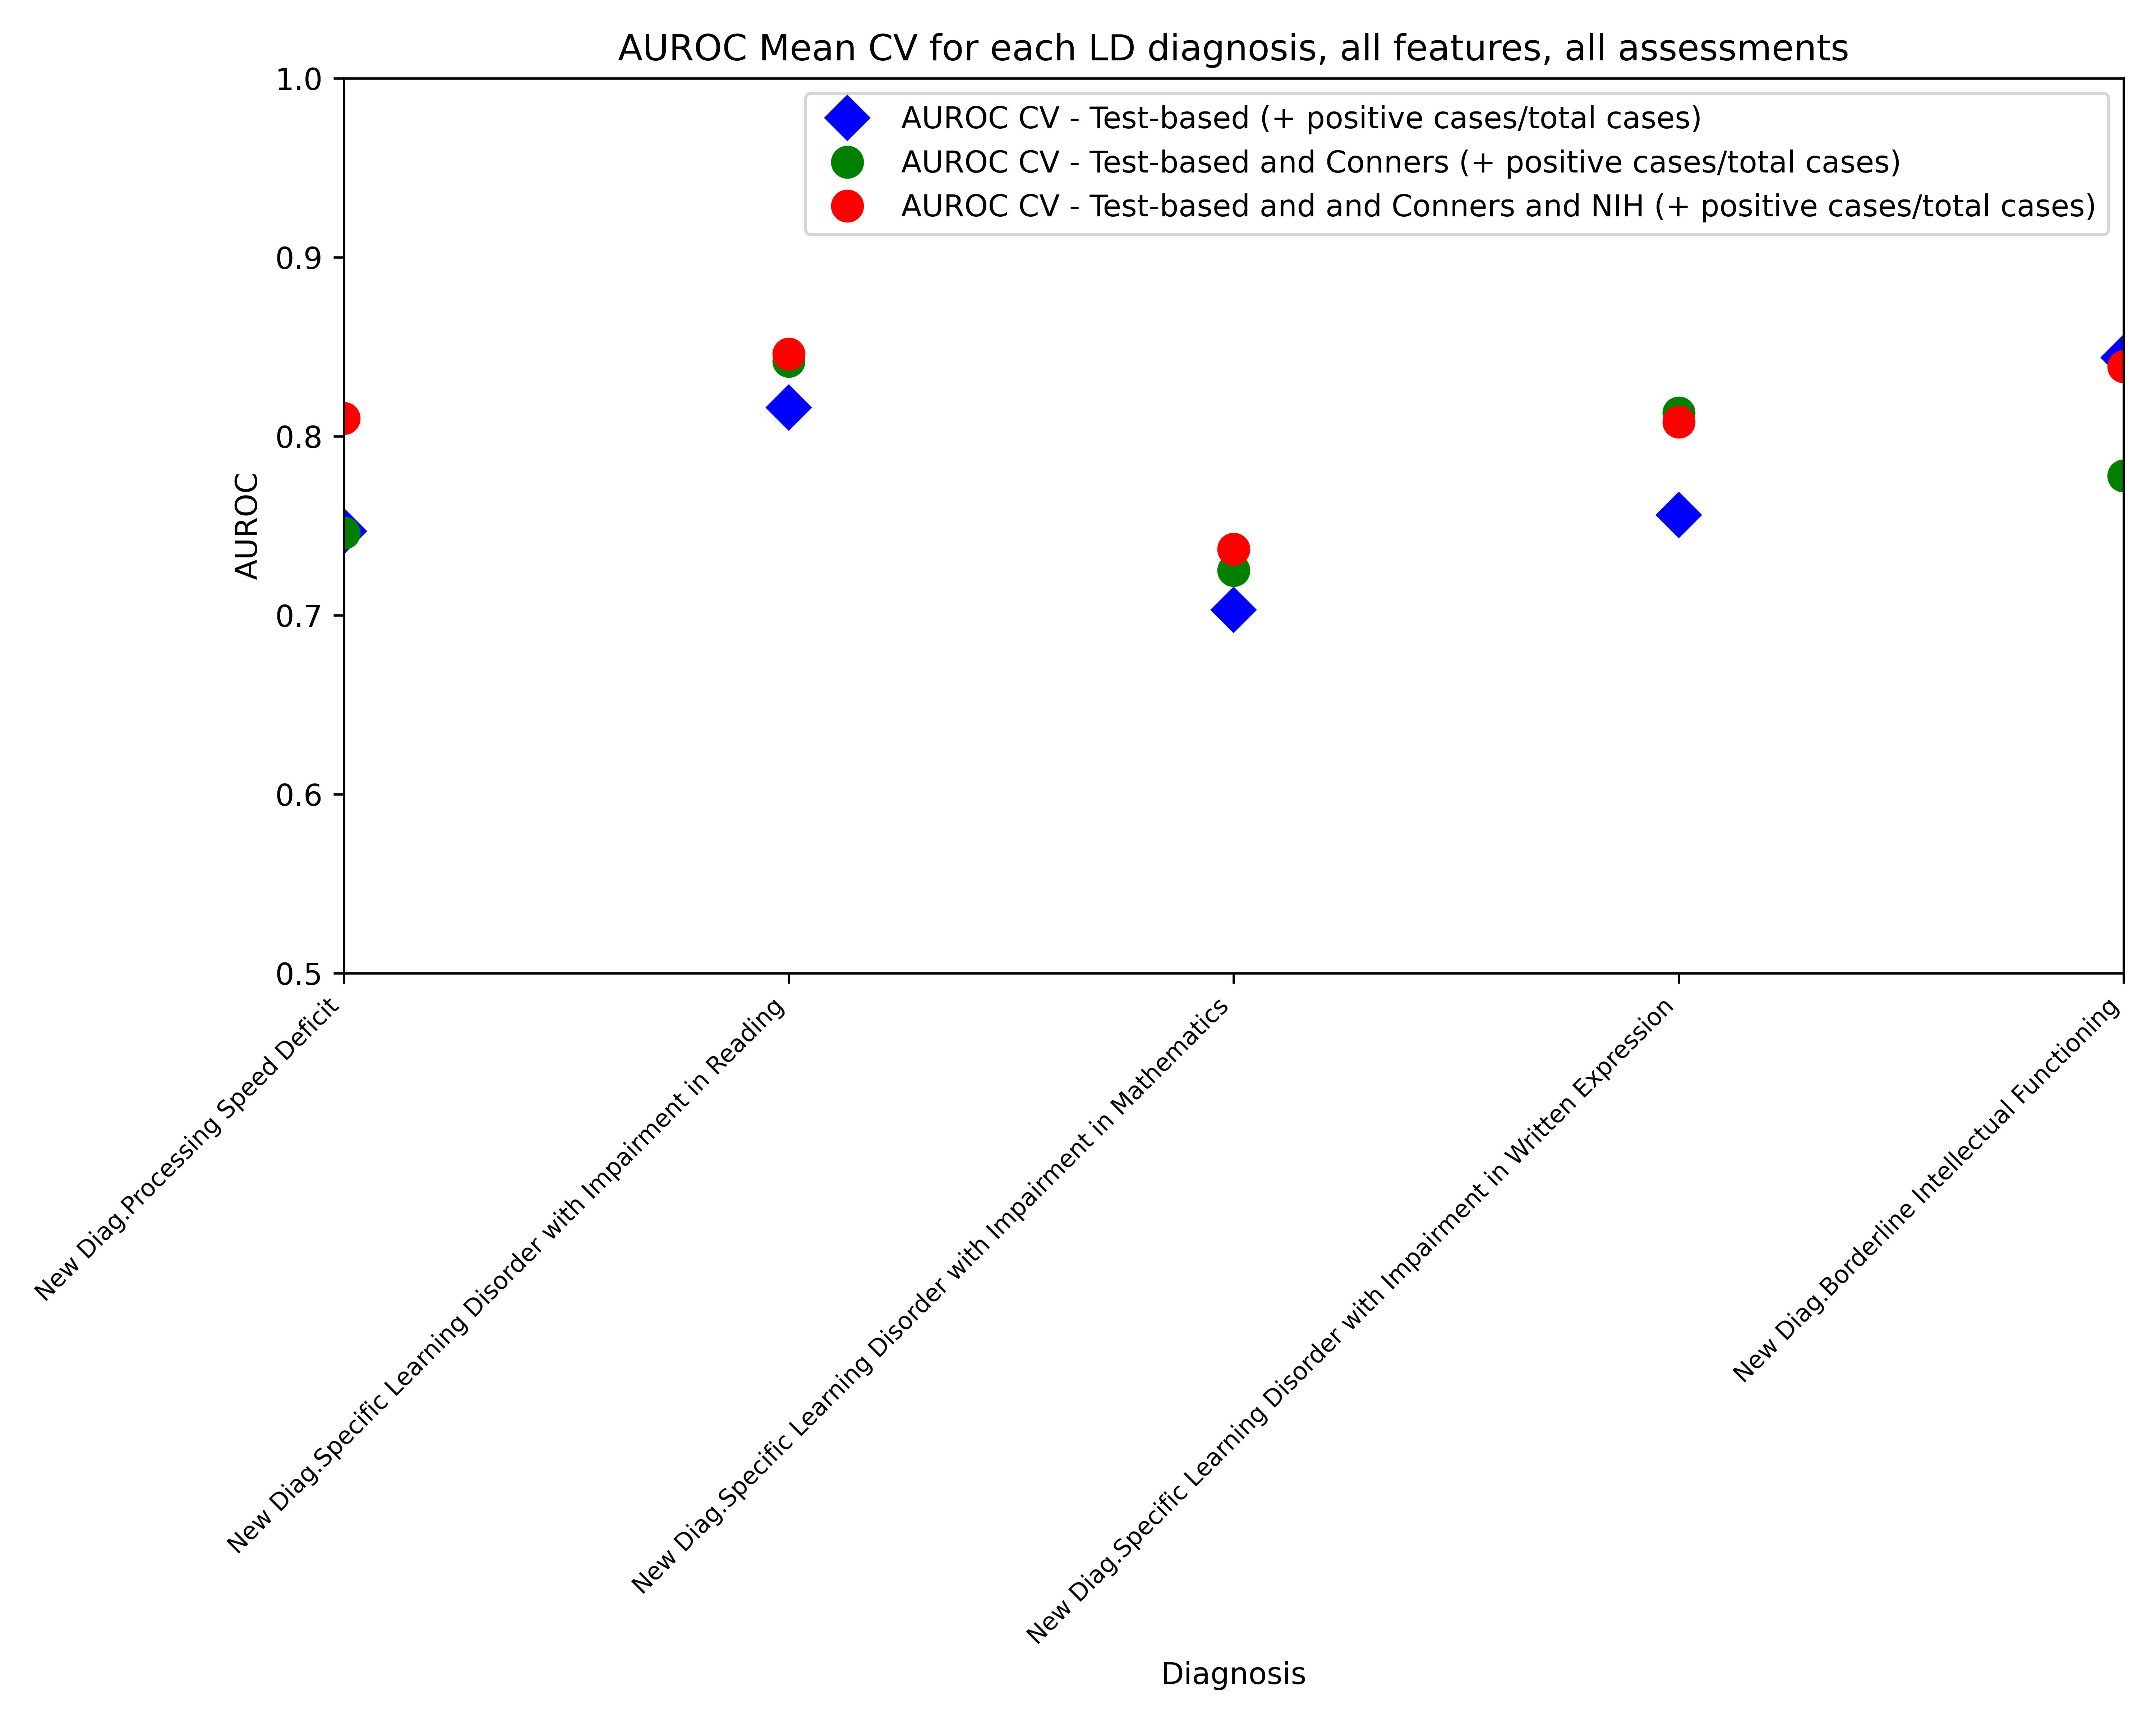 AUROC Mean CV for each LD diagnosis, all features, all assessments
AUROC CV - Test-based (+ positive cases/total cases)
AUROC CV - Test-based and Conners (+ positive cases/total cases)
AUROC CV - Test-based and and Conners and NIH (+ positive cases/total cases)
1.0
0.9
0.8
0.7
0.6
0.5
AUROC
New Diag.Processing Speed Deficit
New Diag.Specific Learning Disorder with Impairment in Reading
New Diag.Specific Learning Disorder with Impairment in Mathematics
New Diag.Specific Learning Disorder with Impairment in Written Expression
New Diag.Borderline Intellectual Functioning
Diagnosis